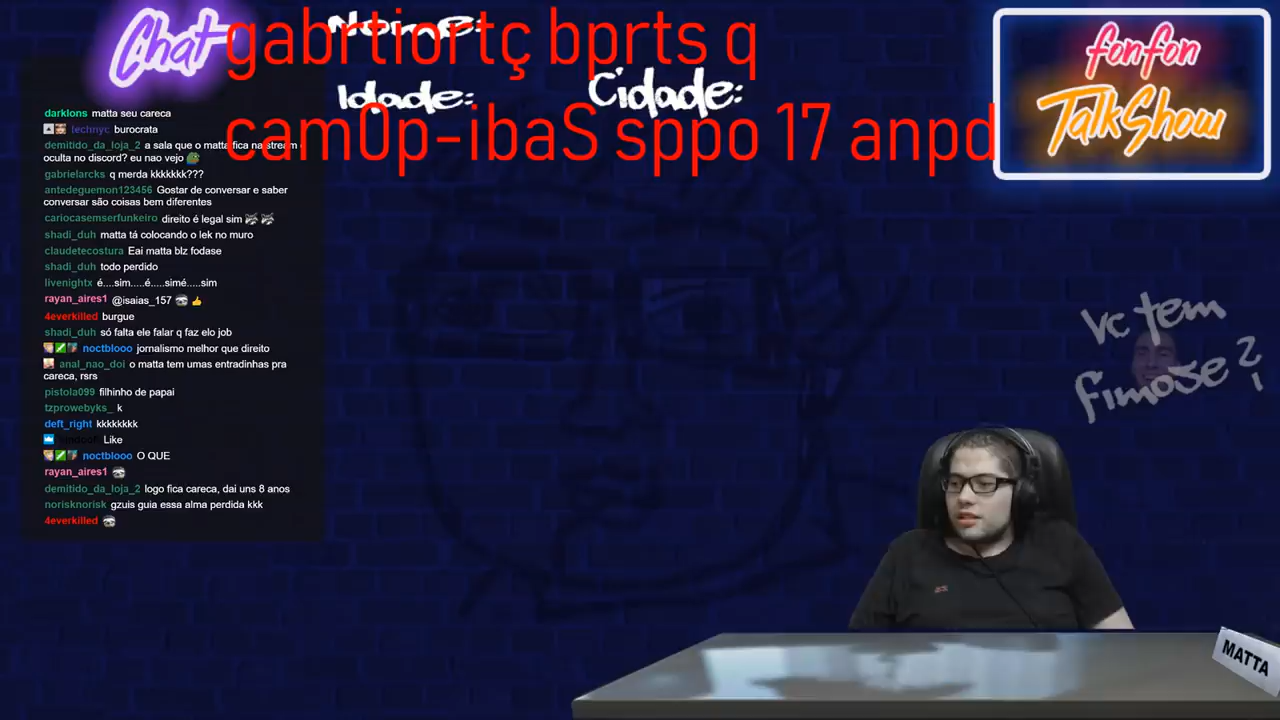 Chat
Nome:
gabrtiortç bprts q
Idade:
Cidade:
cam0p-ibaS sppo 17 anpd
fonfon
TalkShow
darklons matta seu careca
technyc burocrata
demitido_da_loja_2 a sala que o matta fica na stream
oculta no discord? eu nao vejo
gabrielarcks q merda kkkkkkk???
antedeguemon123456 Gostar de conversar e saber
conversar são coisas bem diferentes
cariocasemserfunkeiro direito é legal sim
shadi_duh matta tá colocando o lek no muro
claudetecostura Eai matta blz fodase
shadi_duh todo perdido
livenightx é....sim.....é.....simé.....sim
rayan_aires1 @isaias_157
4everkilled burgue
shadi_duh só falta ele falar q faz elo job
noctblooo jornalismo melhor que direito
anal_nao_doi o matta tem umas entradinhas pra
careca, rsrs
pistola099 filhinho de papai
tzprowebyks_ k
deft_right kkkkkkkk
Like
noctblooo O QUE
rayan_aires1
demitido_da_loja_2 logo fica careca, dai uns 8 anos
norisknorisk gzuis guia essa alma perdida kkk
4everkilled
vc tem
fimose?
MATTA